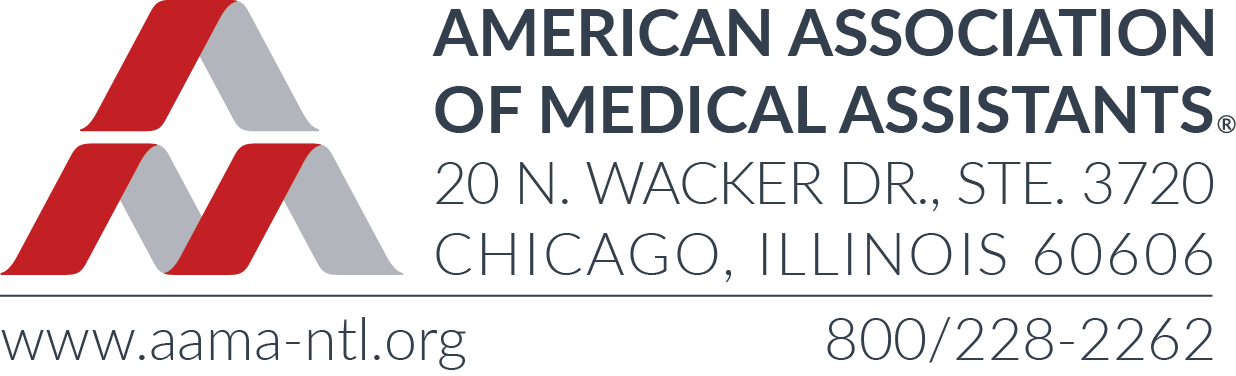 AMERICAN ASSOCIATION
OF MEDICAL ASSISTANTS®
20 N. WACKER DR., STE. 3720
CHICAGO, ILLINOIS 60606
www.aama-ntl.org
800/228-2262